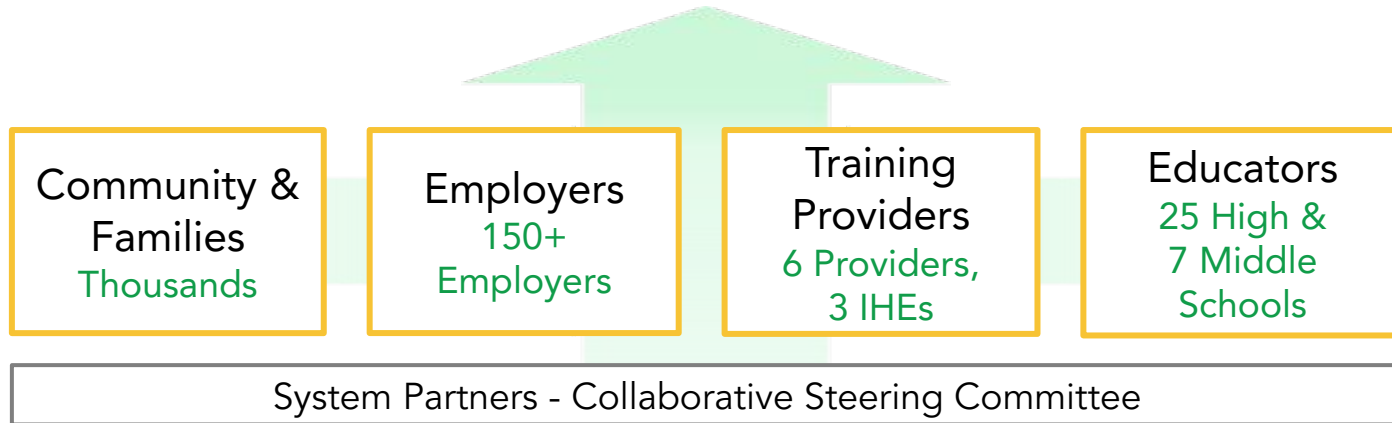 Community &
Families
Thousands
Employers
150+
Employers
Training
Providers
6 Providers,
3 IHEs
Educators
25 High &
7 Middle
Schools
System Partners - Collaborative Steering Committee